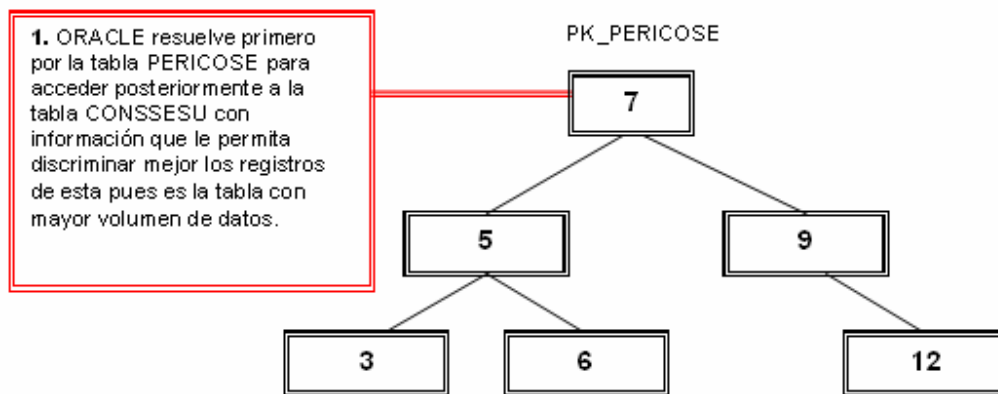 1. ORACLE resuelve primero
por la tabla PERICOSE para
acceder posteriormente a la
tabla CONSSESU con
información que le permita
discriminar mejor los registros
de esta pues es la tabla con
mayor volumen de datos.
PK_PERICOSE
7
5
9
3
6
12